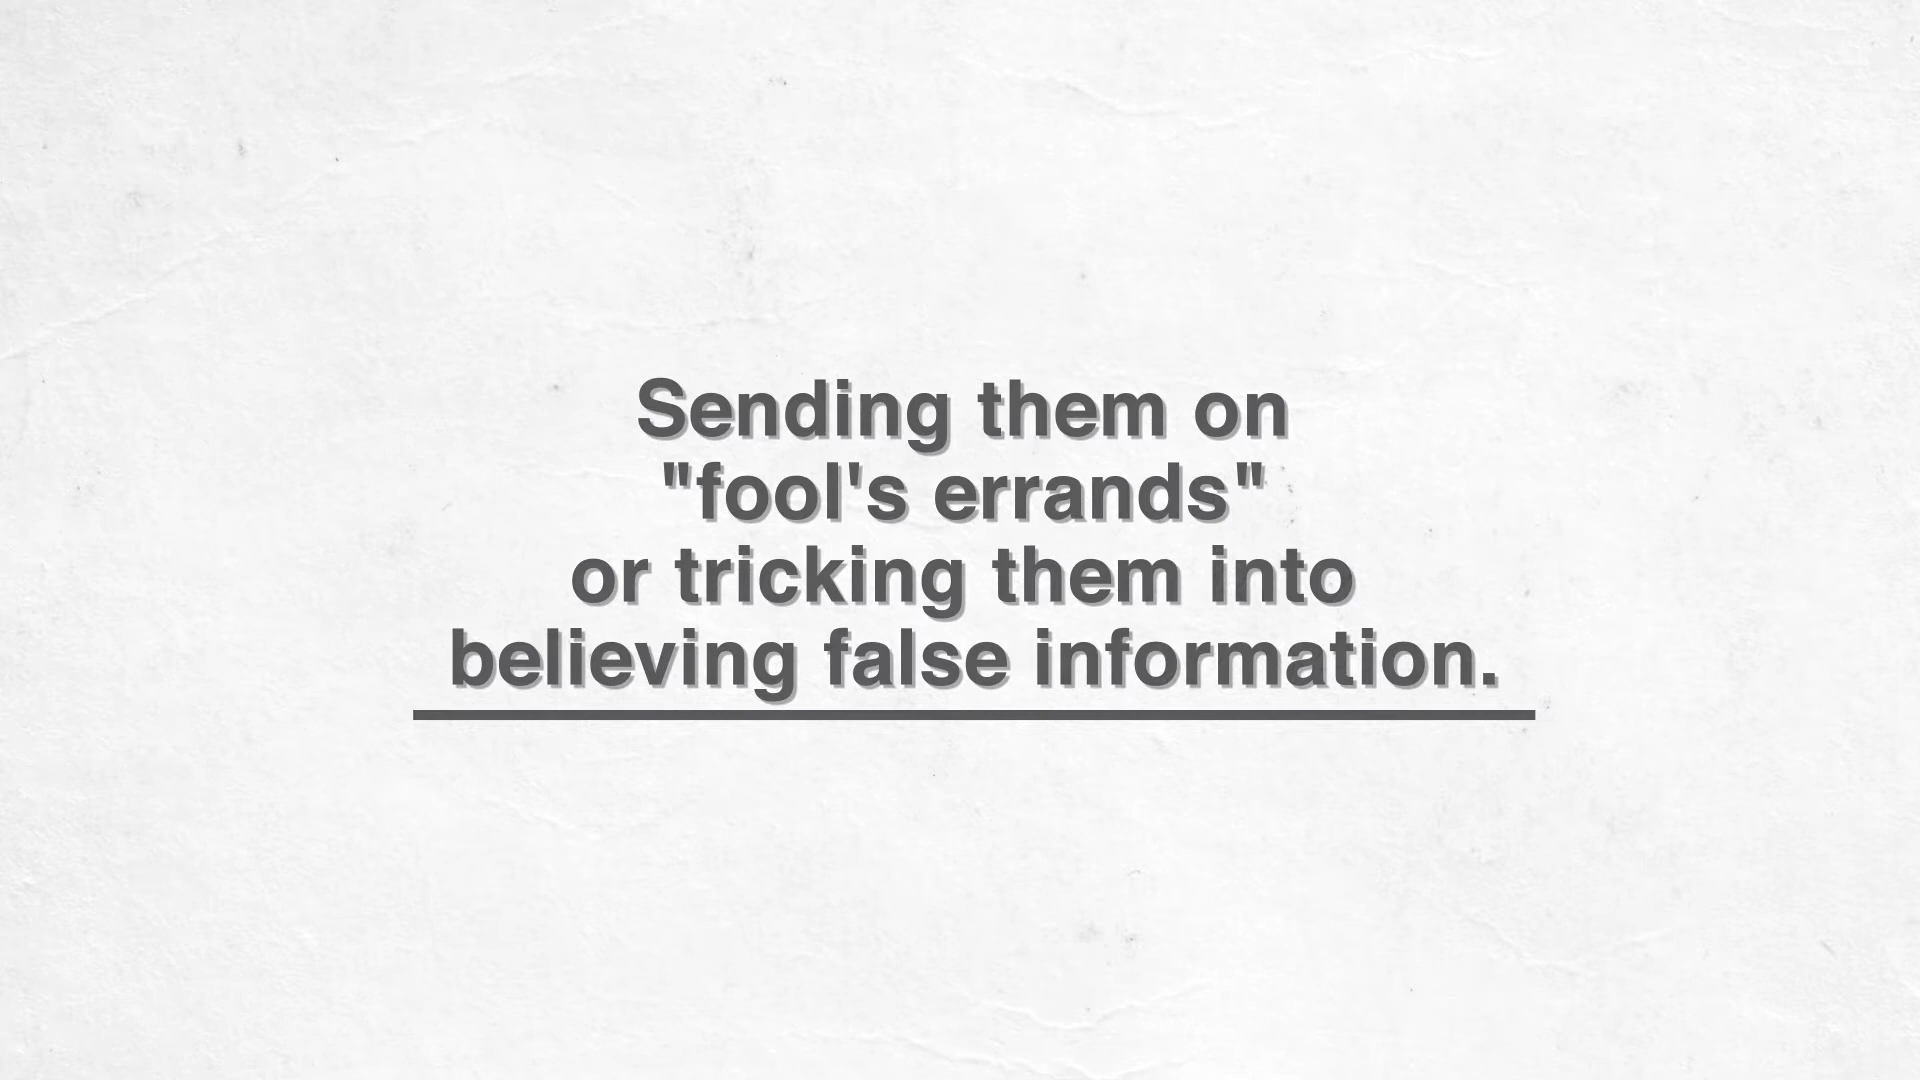 Sending them on
"fool's errands"
or tricking them into
believing false information.